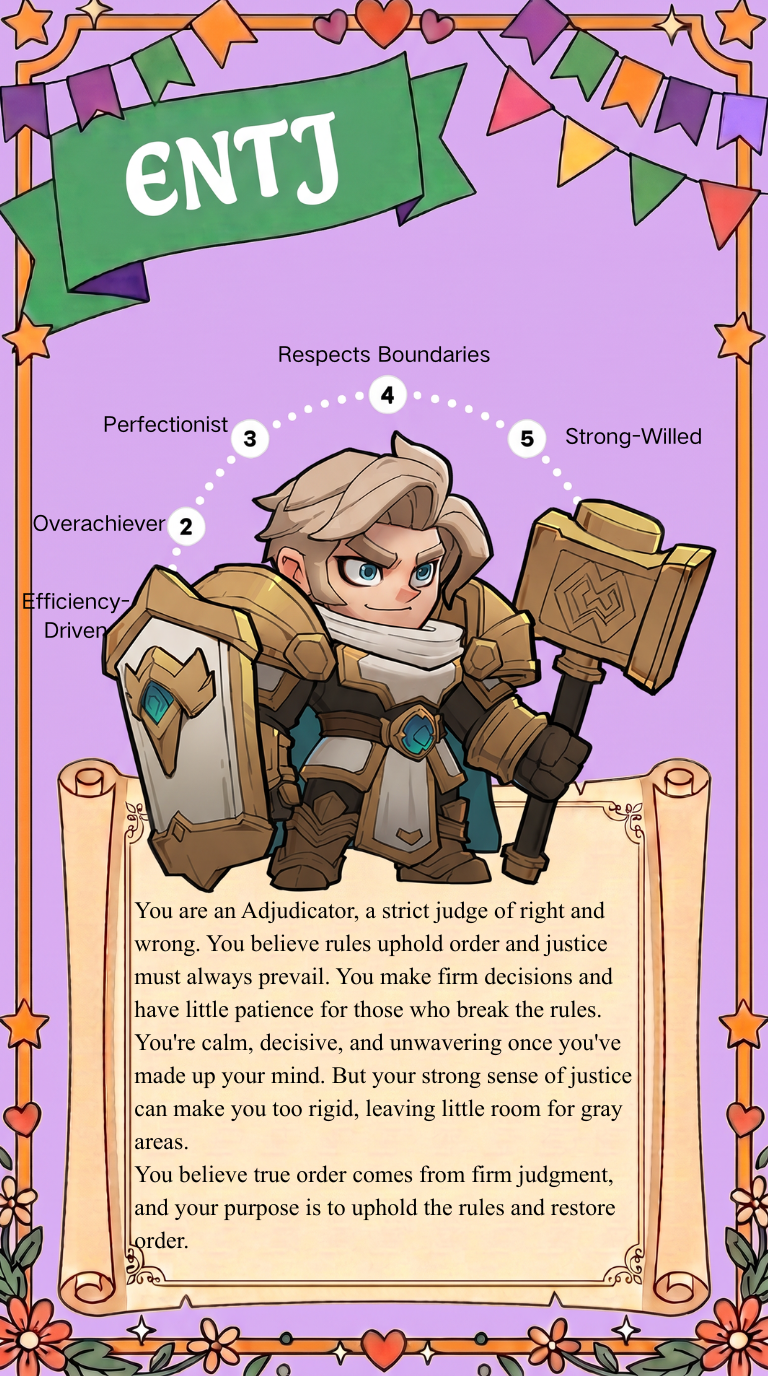 ENTJ
Respects Boundaries
4
Perfectionist
3
5
Strong-Willed
Overachiever
2
Efficiency-
Driven
You are an Adjudicator, a strict judge of right and
wrong. You believe rules uphold order and justice
must always prevail. You make firm decisions and
have little patience for those who break the rules.
You're calm, decisive, and unwavering once you've
made up your mind. But your strong sense of justice
can make you too rigid, leaving little room for gray
areas.
You believe true order comes from firm judgment,
and your purpose is to uphold the rules and restore
order.